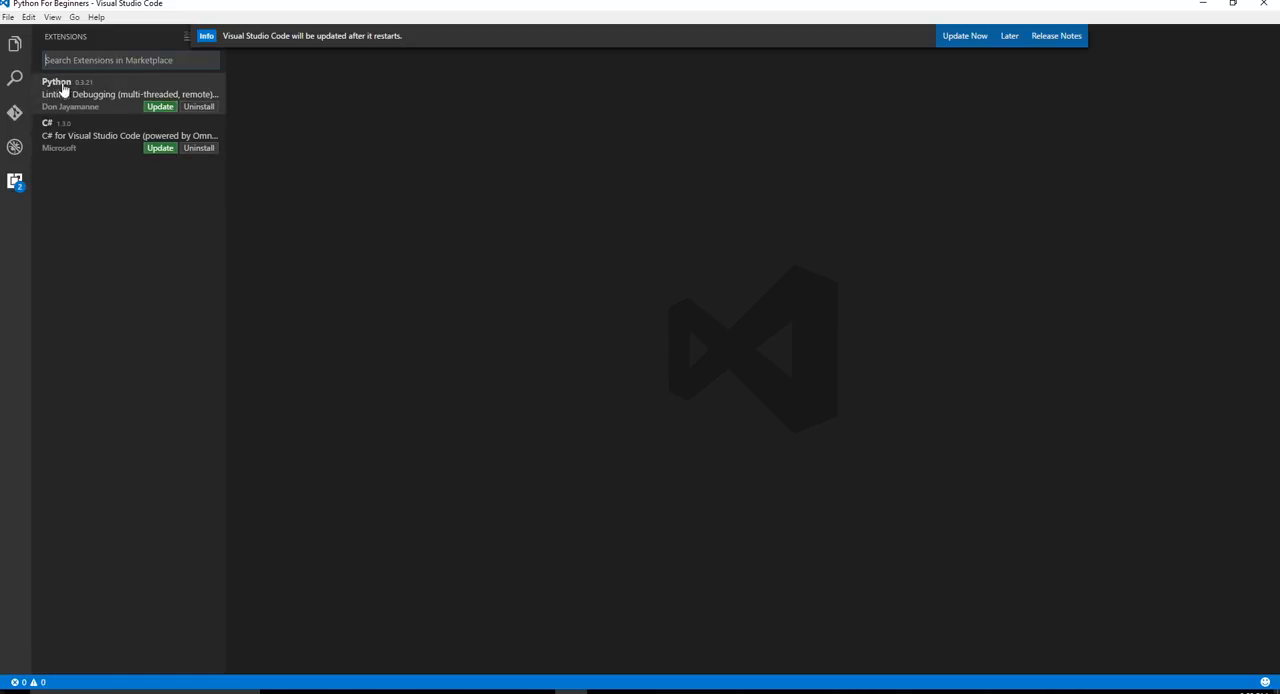 Python For Beginners - Visual Studio Code
File Edit View Go Help
EXTENSIONS
Info Visual Studio Code will be updated after it restarts. Update Now Later Release Notes
Search Extensions in Marketplace
Python 0.3.21
Debugging (multi-threaded, remote)...
Don Jayamanne Update Uninstall
C# 1.3.0
C# for Visual Studio Code (powered by Omn...
Microsoft Update Uninstall
2
0 0